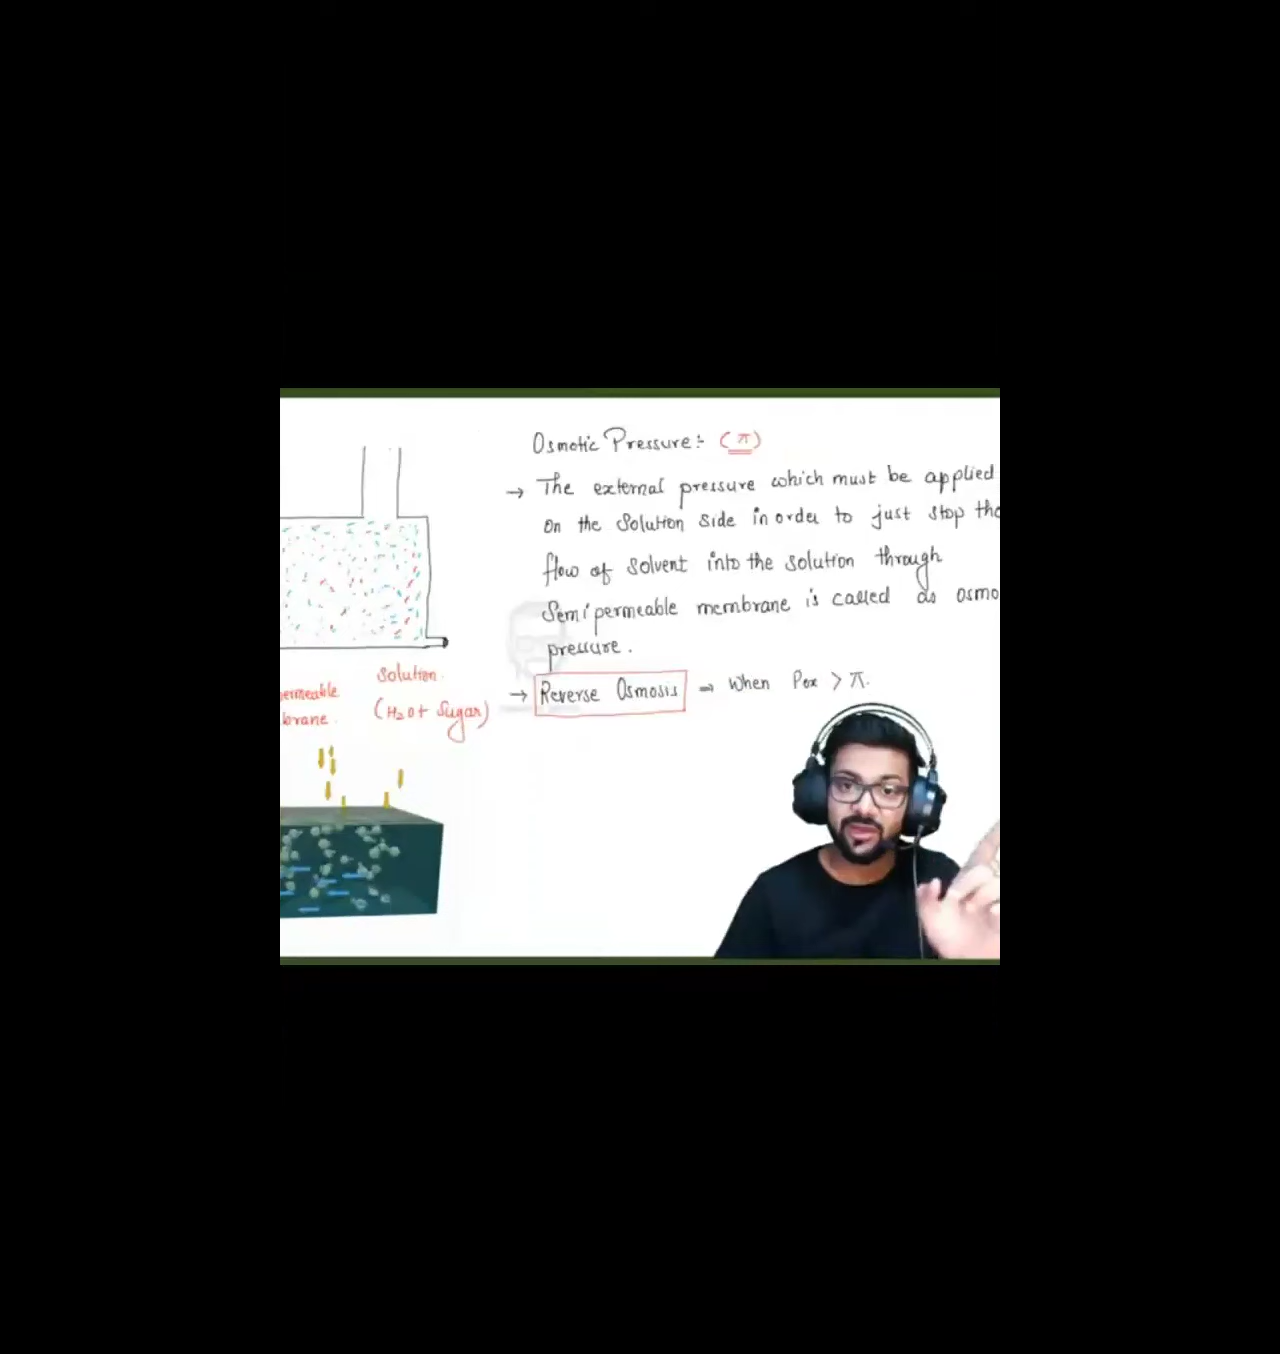 Osmotic Pressure :- (π)
→ The external pressure which must be applied
on the solution side in order to just stop the
flow of solvent into the solution through
Semipermeable membrane is called as osmo
pressure.
→ Reverse Osmosis ⇒ When Pex > π.
Solution.
(H2O+ Sugar)
ermeable
brane.